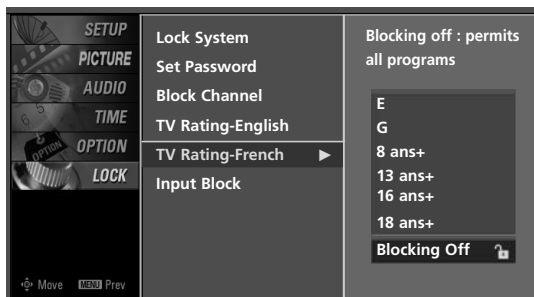 SETUP
PICTURE
AUDIO
TIME
OPTION
LOCK
Move MENU Prev
Lock System
Set Password
Block Channel
TV Rating-English
TV Rating-French ►
Input Block
Blocking off : permits
all programs
E
G
8 ans+
13 ans+
16 ans+
18 ans+
Blocking Off